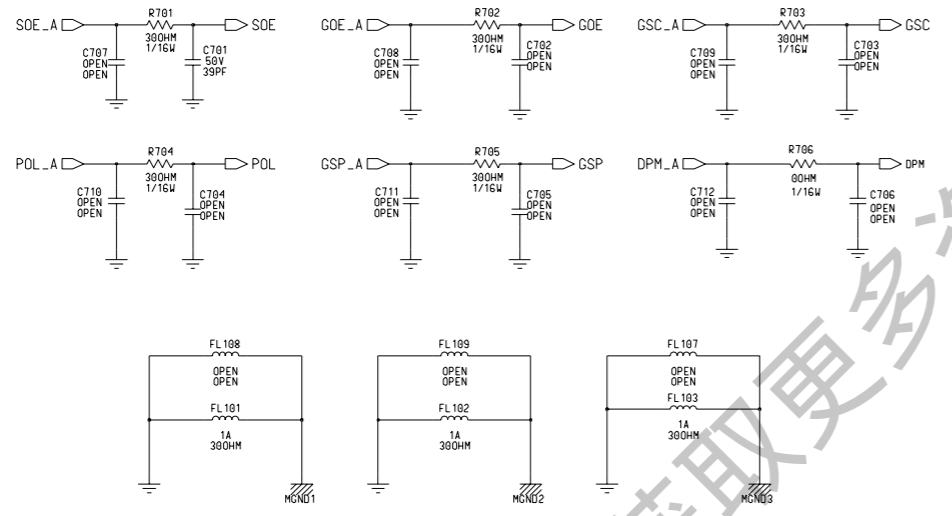 SOE_A
R701
30OHM
1/16W
SOE
C707
OPEN
OPEN
C701
50V
39PF
GOE_A
R702
30OHM
1/16W
GOE
C708
OPEN
OPEN
C702
OPEN
OPEN
GSC_A
R703
30OHM
1/16W
GSC
C709
OPEN
OPEN
C703
OPEN
OPEN
POL_A
R704
30OHM
1/16W
POL
C710
OPEN
OPEN
C704
OPEN
OPEN
GSP_A
R705
30OHM
1/16W
GSP
C711
OPEN
OPEN
C705
OPEN
OPEN
DPM_A
R706
0OHM
1/16W
DPM
C712
OPEN
OPEN
C706
OPEN
OPEN
FL108
OPEN
OPEN
FL101
1A
30OHM
MGND1
FL109
OPEN
OPEN
FL102
1A
30OHM
MGND2
FL107
OPEN
OPEN
FL103
1A
30OHM
MGND3
取更多